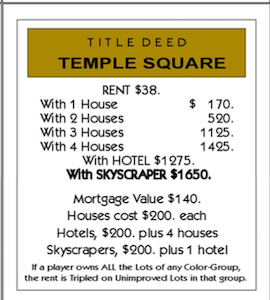 TITLE DEED
TEMPLE SQUARE
RENT $38.
With 1 House $ 170.
With 2 Houses 520.
With 3 Houses 1125.
With 4 Houses 1425.
With HOTEL $1275.
With SKYSCRAPER $1650.
Mortgage Value $140.
Houses cost $200. each
Hotels, $200. plus 4 houses
Skyscrapers, $200. plus 1 hotel
If a player owns ALL the Lots of any Color-Group,
the rent is Tripled on Unimproved Lots in that group.